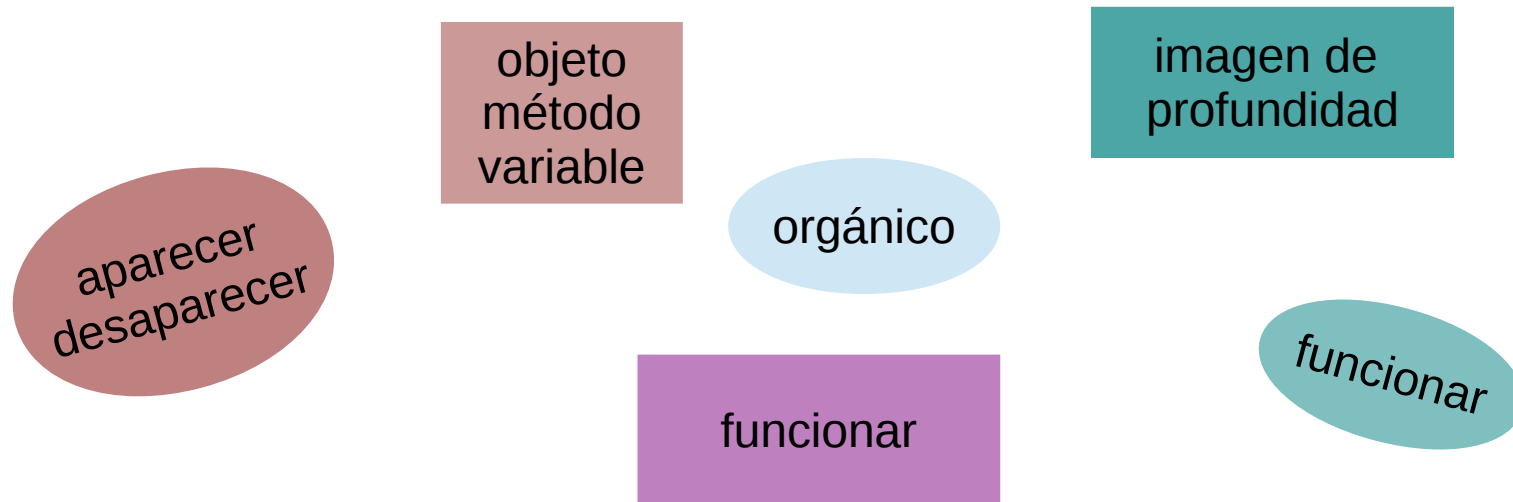 objeto
método
variable
imagen de
profundidad
aparecer
desaparecer
orgánico
funcionar
funcionar